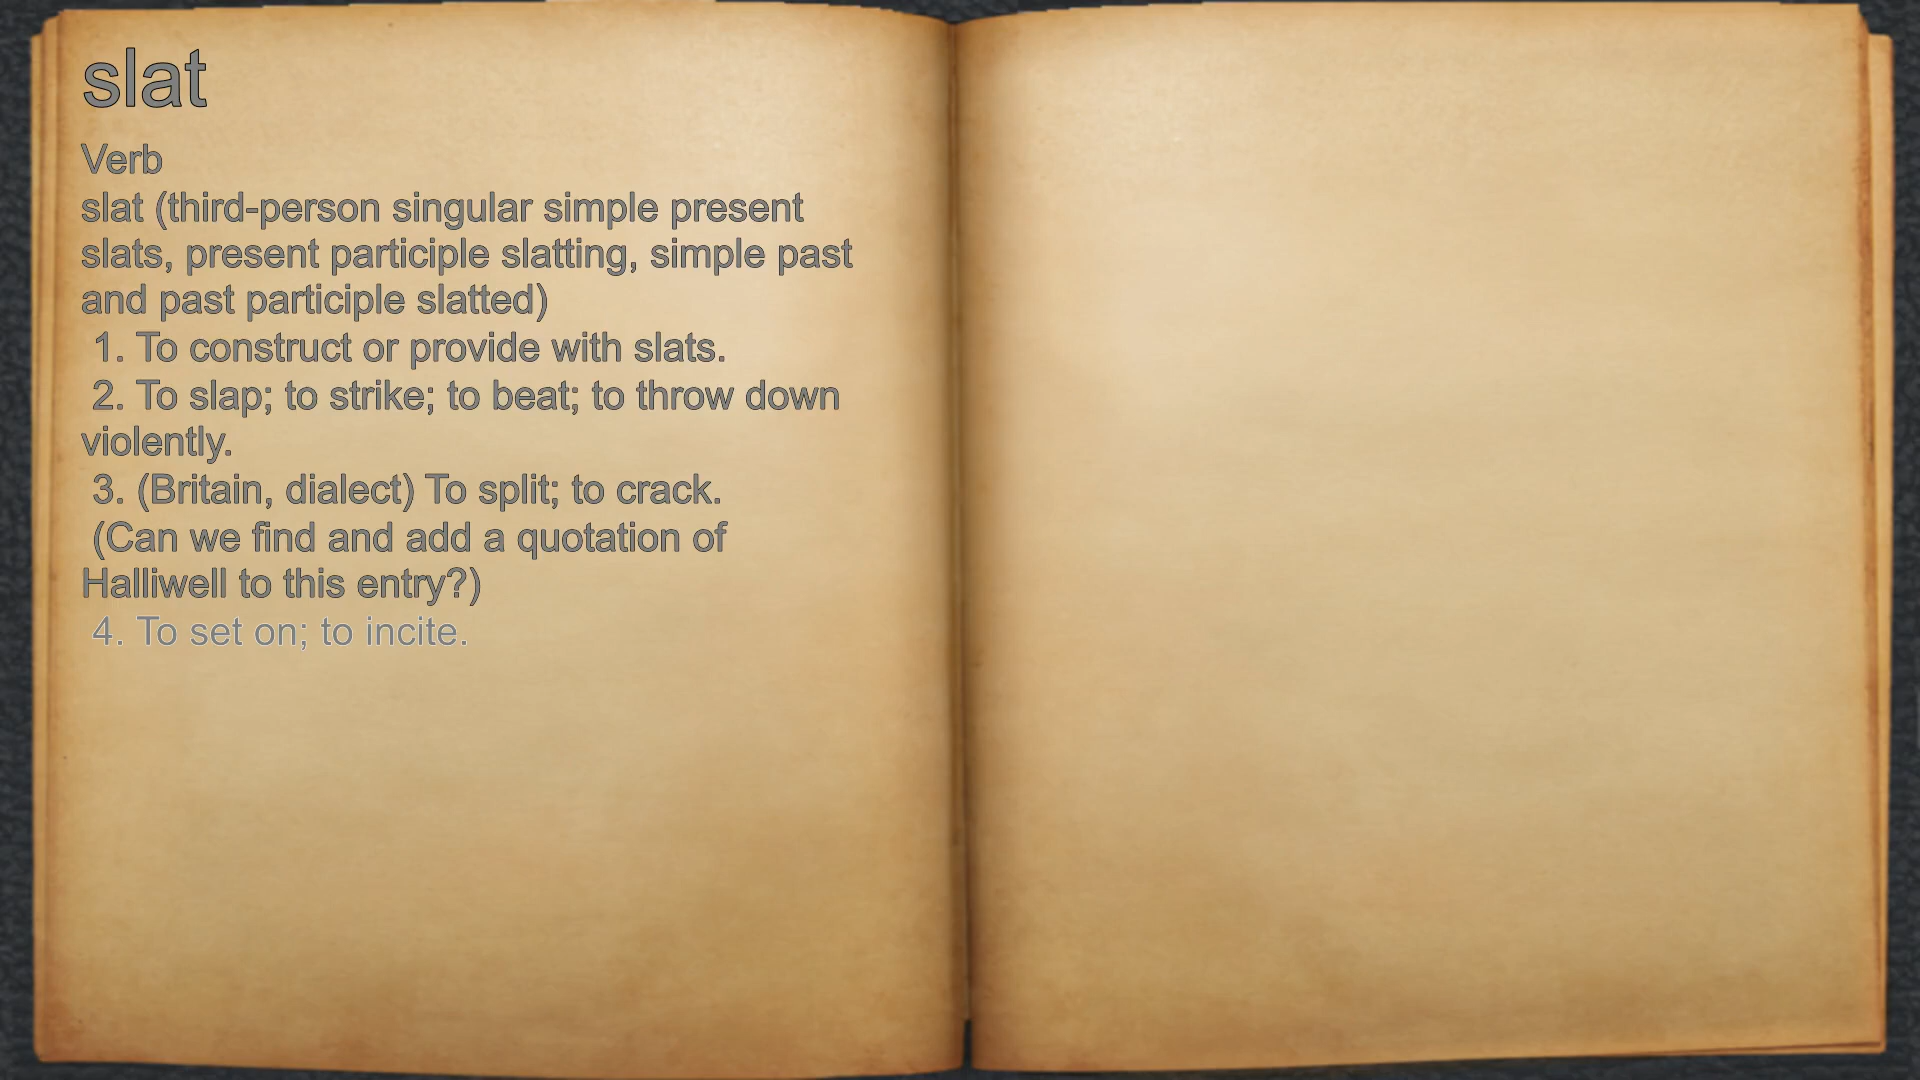 slat
Verb
slat (third-person singular simple present
slats, present participle slatting, simple past
and past participle slatted)
1. To construct or provide with slats.
2. To slap; to strike; to beat; to throw down
violently.
3. (Britain, dialect) To split; to crack.
(Can we find and add a quotation of
Halliwell to this entry?)
4. To set on; to incite.